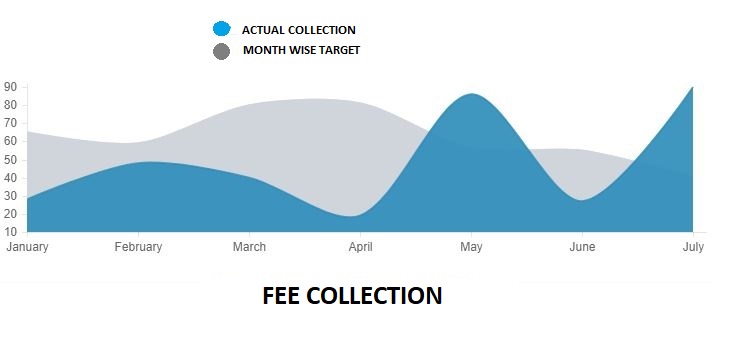 ACTUAL COLLECTION
MONTH WISE TARGET
90
80
70
60
50
40
30
20
10
January February March April May June July
FEE COLLECTION